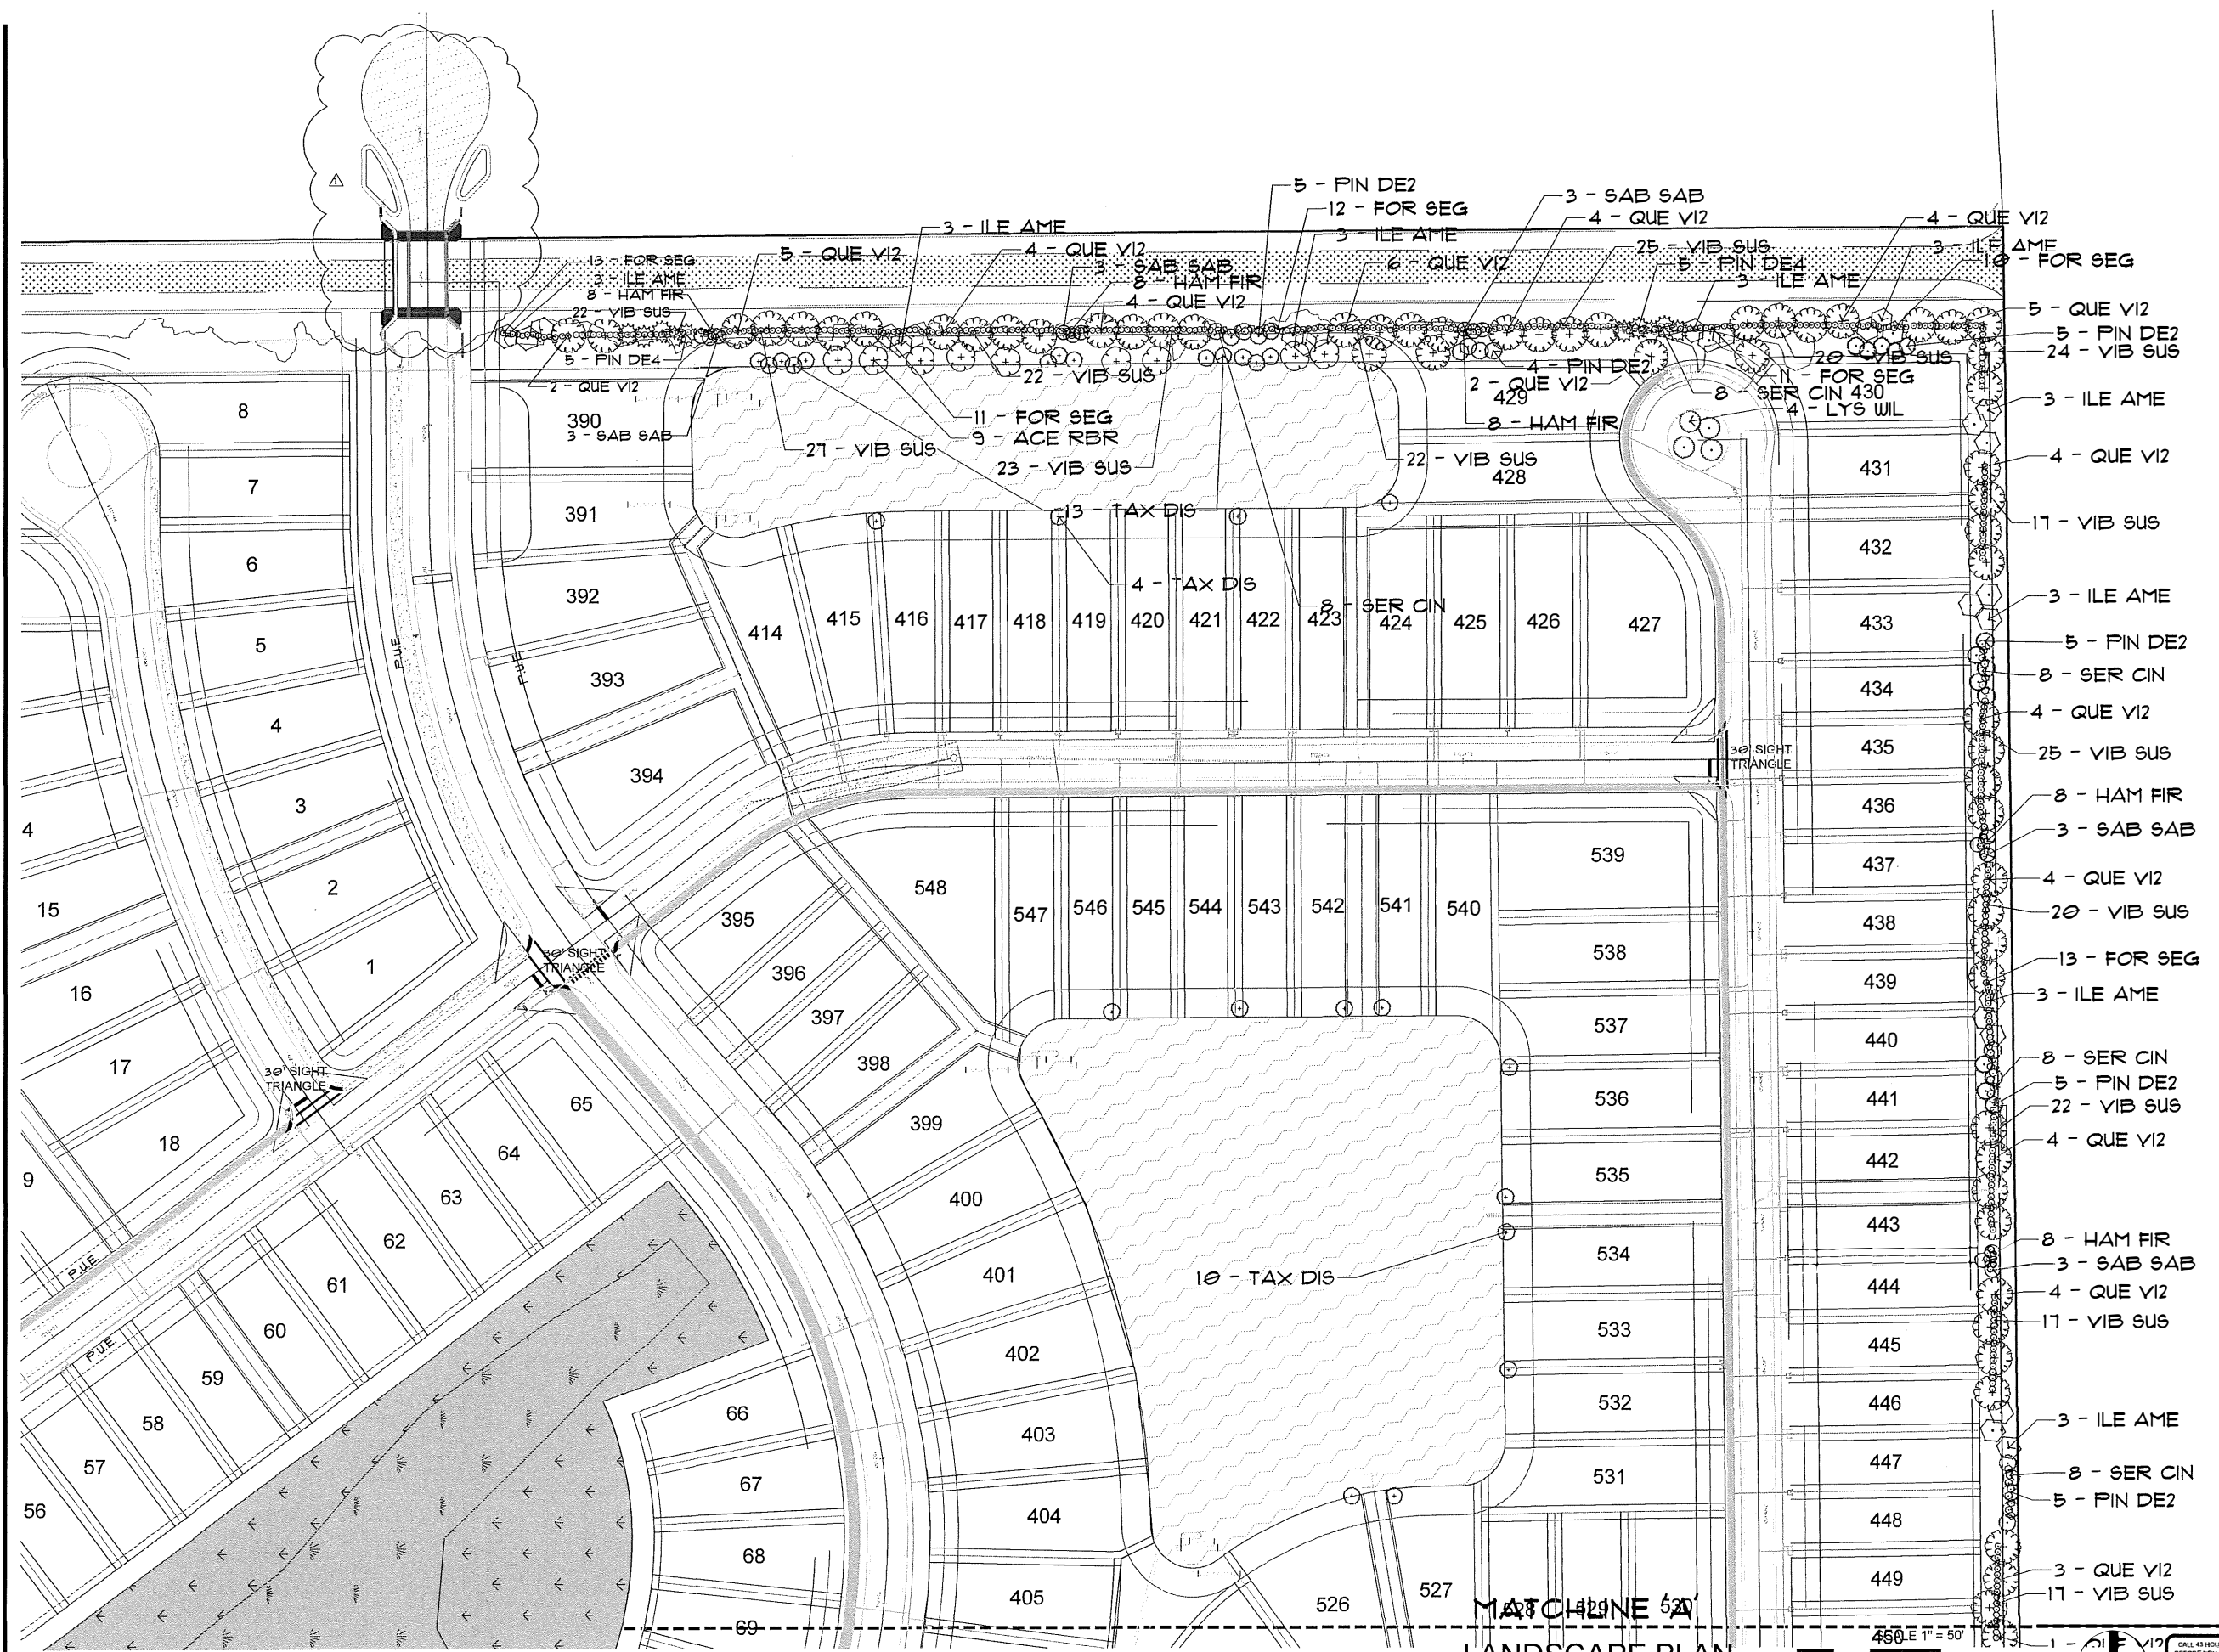 5 - PIN DE2
3 - SAB SAB
12 - FOR SEG
4 - QUE VI2
4 - QUE VI2
3 - ILE AME
3 - ILE AME
25 - VIB SUS
3 - ILE AME
4 - QUE VI2
5 - QUE VI2
3 - SAB SAB
6 - QUE VI2
5 - PIN DE4
10 - FOR SEG
13 - FOR SEG
3 - ILE AME
8 - HAM FIR
3 - ILE AME
8 - HAM FIR
4 - QUE VI2
5 - QUE VI2
22 - VIB SUS
5 - PIN DE2
5 - PIN DE4
24 - VIB SUS
2 - QUE VI2
22 - VIB SUS
4 - PIN DE2
20 - VIB SUS
2 - QUE VI2
11 - FOR SEG
8 - SER CIN
430
429
4 - LYS WIL
3 - ILE AME
8
390
3 - SAB SAB
11 - FOR SEG
9 - ACE RBR
8 - HAM FIR
21 - VIB SUS
23 - VIB SUS
22 - VIB SUS
4 - QUE VI2
7
428
431
391
13 - TAX DIS
17 - VIB SUS
6
432
392
4 - TAX DIS
3 - ILE AME
8 - SER CIN
5
P.U.E.
P.U.E.
393
414
415
416
417
418
419
420
421
422
423
424
425
426
427
433
5 - PIN DE2
8 - SER CIN
434
4
4 - QUE VI2
394
30' SIGHT
TRIANGLE
435
25 - VIB SUS
3
436
8 - HAM FIR
4
3 - SAB SAB
539
437
2
548
4 - QUE VI2
15
395
547
546
545
544
543
542
541
540
438
20 - VIB SUS
1
30' SIGHT
TRIANGLE
396
538
13 - FOR SEG
16
439
3 - ILE AME
397
537
17
398
440
30' SIGHT
TRIANGLE
8 - SER CIN
5 - PIN DE2
65
536
441
22 - VIB SUS
18
399
4 - QUE VI2
64
9
63
400
535
442
443
62
8 - HAM FIR
P.U.E.
534
3 - SAB SAB
61
401
10 - TAX DIS
444
4 - QUE VI2
60
533
17 - VIB SUS
P.U.E.
402
445
59
532
446
58
66
403
3 - ILE AME
57
67
531
447
8 - SER CIN
56
404
5 - PIN DE2
448
68
3 - QUE VI2
405
526
527
449
17 - VIB SUS
MATCHLINE 'A'
528
529
530
69
450
SCALE 1" = 50'
LANDSCAPE PLAN